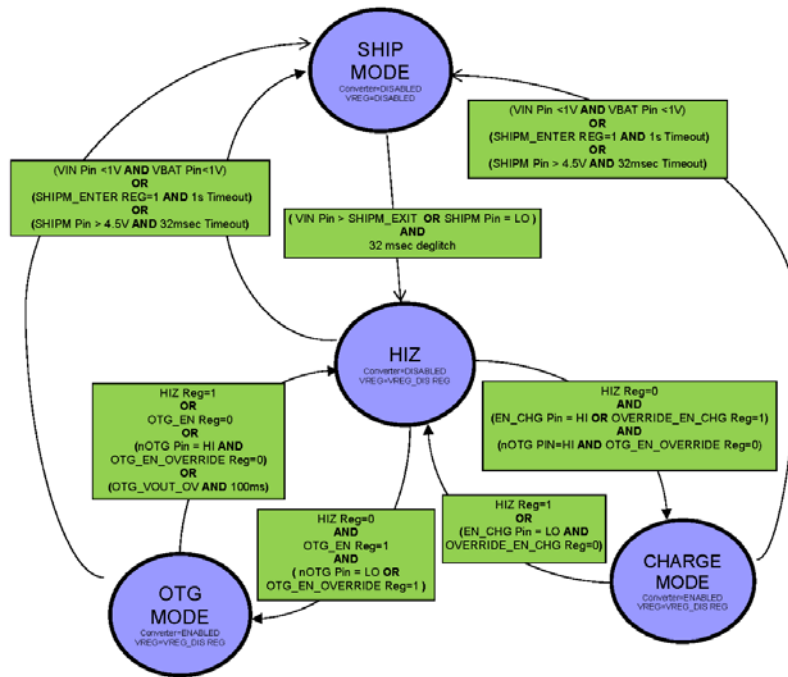 SHIP
MODE
Converter=DISABLED
VREG=DISABLED
(VIN Pin <1V AND VBAT Pin <1V)
OR
(SHIPM_ENTER REG=1 AND 1s Timeout)
OR
(SHIPM Pin > 4.5V AND 32msec Timeout)
(VIN Pin <1V AND VBAT Pin<1V)
OR
(SHIPM_ENTER REG=1 AND 1s Timeout)
OR
(SHIPM Pin > 4.5V AND 32msec Timeout)
( VIN Pin > SHIPM_EXIT OR SHIPM Pin = LO )
AND
32 msec deglitch
HIZ
Converter=DISABLED
VREG=VREG_DIS REG
HIZ Reg=1
OR
OTG_EN Reg=0
OR
(nOTG Pin = HI AND
OTG_EN_OVERRIDE Reg=0)
OR
(OTG_VOUT_OV AND 100ms)
HIZ Reg=0
AND
(EN_CHG Pin = HI OR OVERRIDE_EN_CHG Reg=1)
AND
(nOTG PIN=HI AND OTG_EN_OVERRIDE Reg=0)
HIZ Reg=0
AND
OTG_EN Reg=1
AND
( nOTG Pin = LO OR
OTG_EN_OVERRIDE Reg=1 )
HIZ Reg=1
OR
(EN_CHG Pin = LO AND
OVERRIDE_EN_CHG Reg=0)
OTG
MODE
Converter=ENABLED
VREG=VREG_DIS REG
CHARGE
MODE
Converter=ENABLED
VREG=VREG_DIS REG